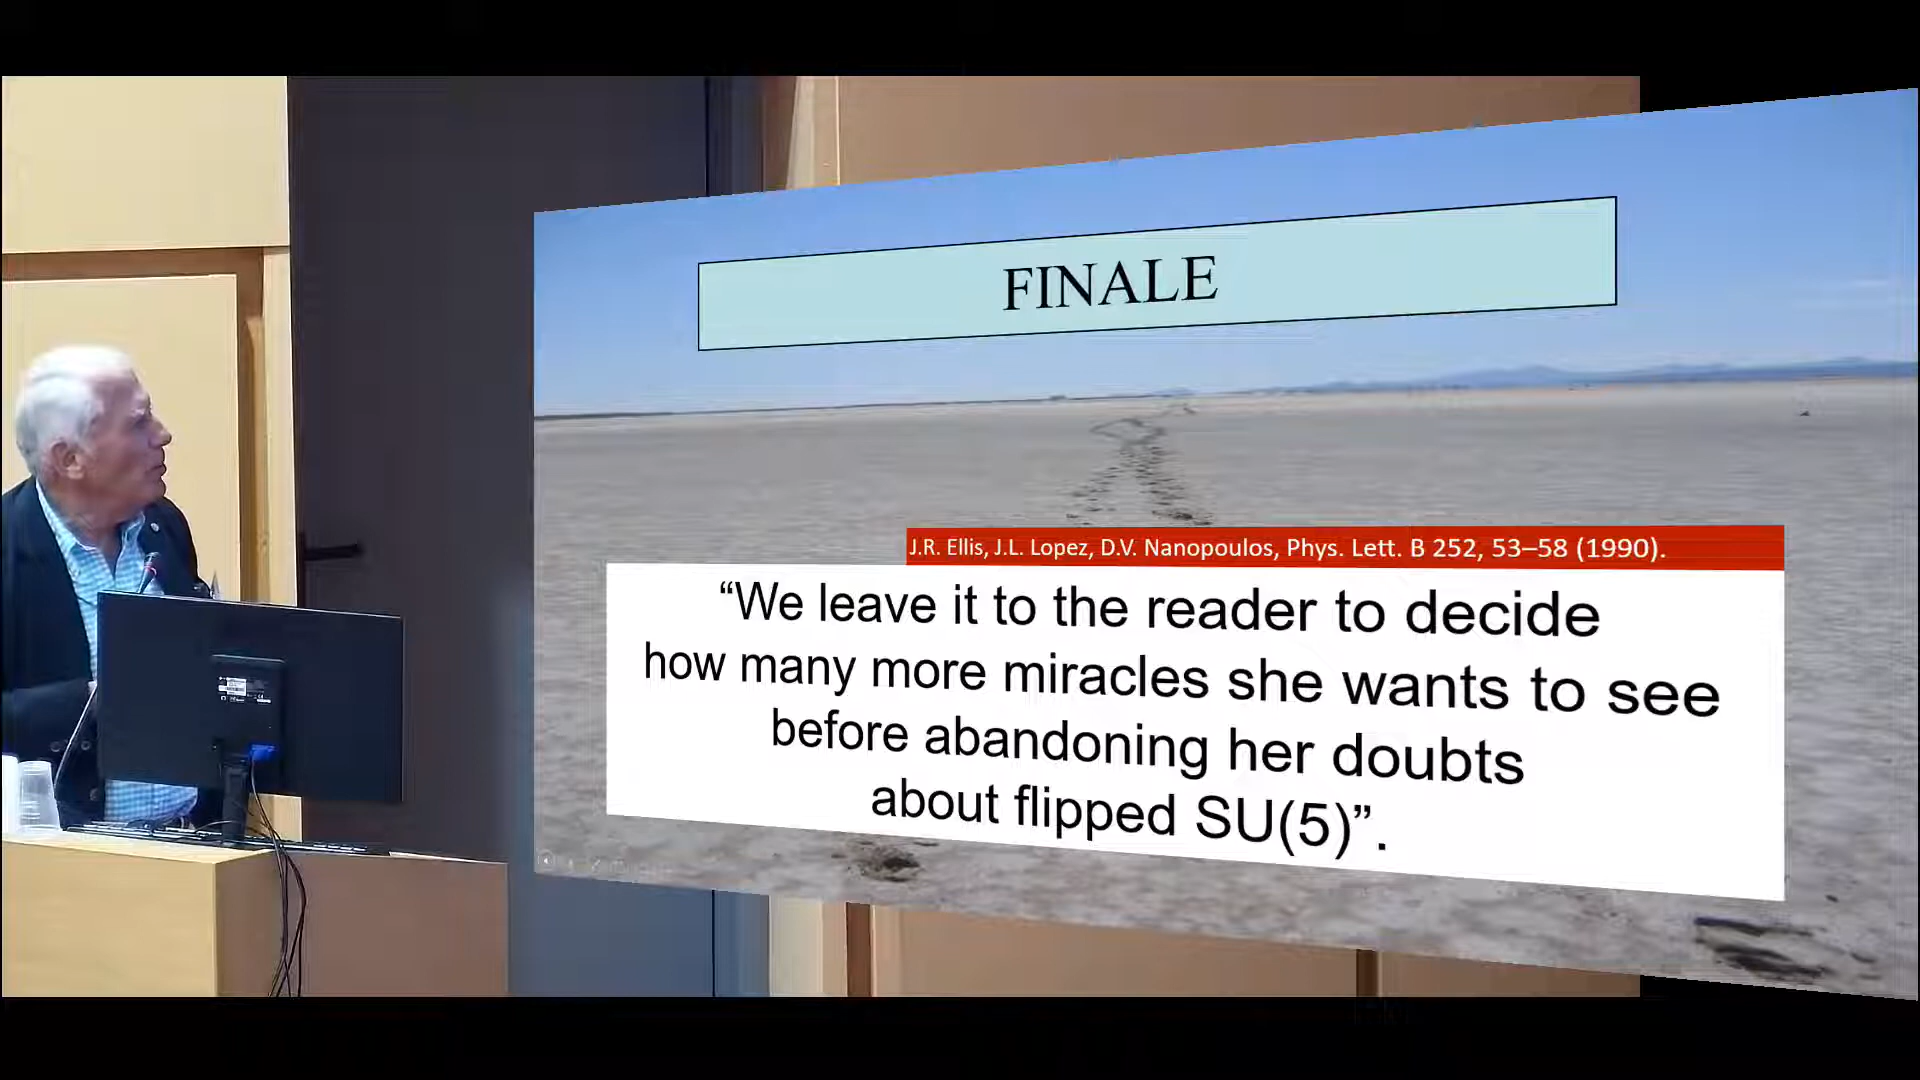 FINALE
J.R. Ellis, J.L. Lopez, D.V. Nanopoulos, Phys. Lett. B 252, 53–58 (1990).
“We leave it to the reader to decide
how many more miracles she wants to see
before abandoning her doubts
about flipped SU(5)”.